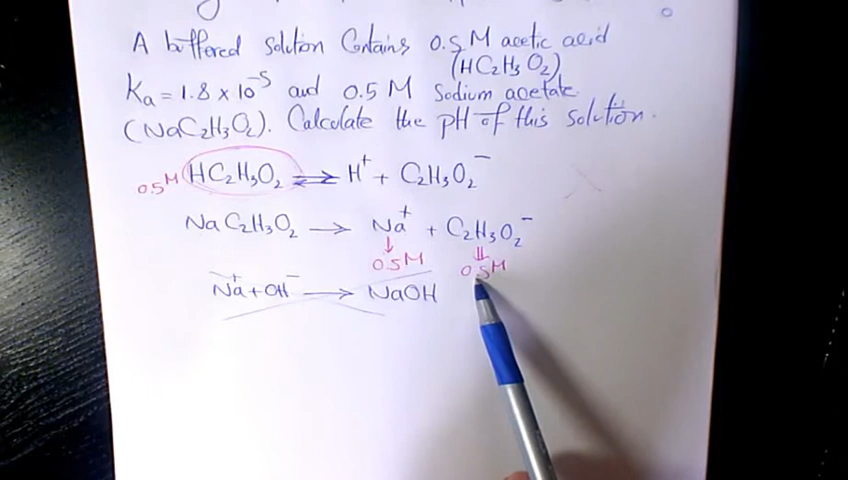 A buffered solution Contains 0.5 M acetic acid
(HC₂H₃O₂)
Ka = 1.8 x 10⁻⁵ and 0.5 M Sodium acetate
(NaC₂H₃O₂). Calculate the pH of this solution.
0.5M HC₂H₃O₂ ⇌ H⁺ + C₂H₃O₂⁻
NaC₂H₃O₂ → Na⁺ + C₂H₃O₂⁻
↓ ⇓
0.5M 0.5M
Na⁺ + OH⁻ → NaOH